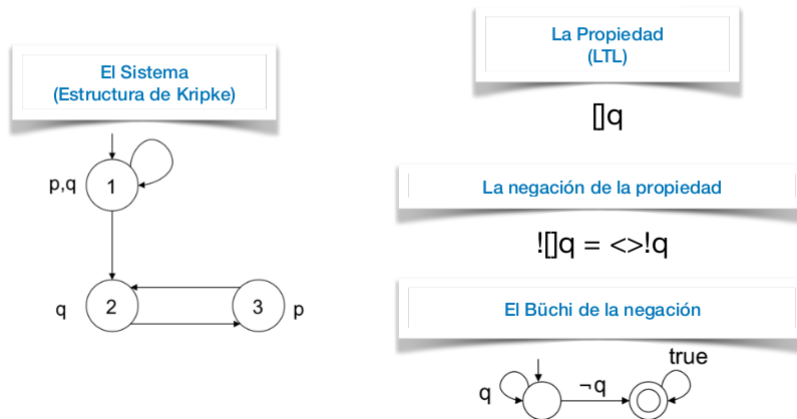 El Sistema
(Estructura de Kripke)
p,q
1
q
2
3
p
La Propiedad
(LTL)
[]q
La negación de la propiedad
![]q = <>!q
El Büchi de la negación
true
q
¬q